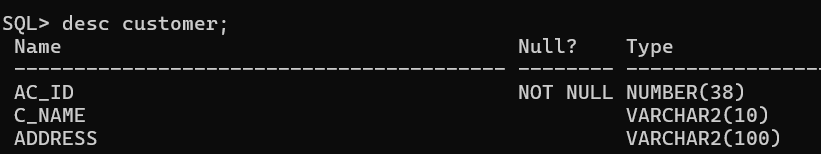 SQL> desc customer;
Name Null? Type
----------------------------------------- -------- ----------------
AC_ID NOT NULL NUMBER(38)
C_NAME VARCHAR2(10)
ADDRESS VARCHAR2(100)